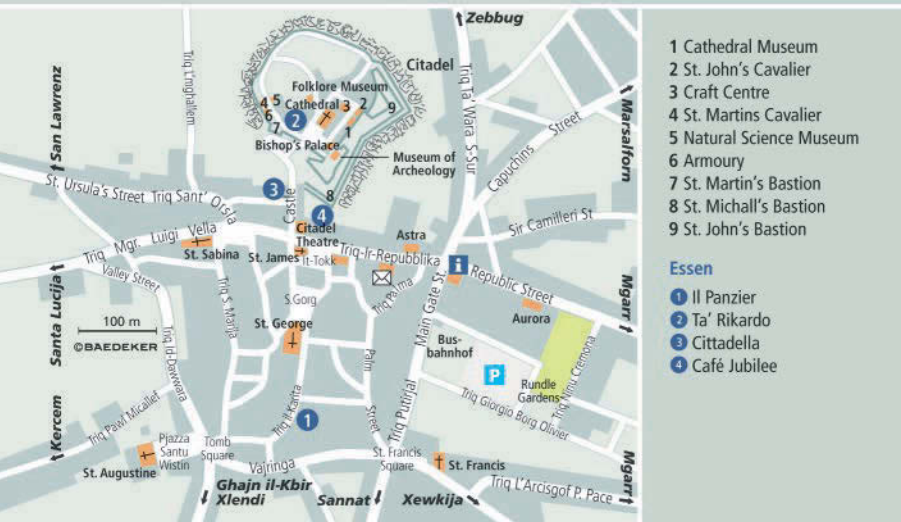 Zebbug
Citadel
Folklore Museum
4 5
Cathedral 3 2
6
2
9
7
1
Bishop's Palace
Museum of
Archeology
8
Triq L'mghallem
Triq Ta' Wara S-Sur
San Lawrenz
Marsalforn
Capuchins Street
St. Ursula's Street Triq Sant' Orsla
3
Castle
4
Sir Camilleri St
Citadel
Theatre
Astra
Triq Mgr. Luigi Vella
St. Sabina
St. James
It-Tokk
Triq-Ir-Repubblika
i
Republic Street
Valley Street
Triq Palma
Mgarr
Santa Lucija
100 m
©BAEDEKER
Triq S. Marija
S.Gorg
St. George
Main Gate St.
Aurora
Bus-
bahnhof
P
Rundle
Gardens
Triq Ninu Cremona
Triq Id-Dawwara
Palm
Street
Triq Putirjal
Triq Giorgio Borg Olivier
Kercem
Triq Pawl Micallef
Triq Il-Karita
1
Pjazza
Santu
Wistin
Tomb
Square
St. Augustine
Vajringa
St. Francis
Square
St. Francis
Mgarr
Ghajn il-Kbir
Xlendi
Sannat
Xewkija
Triq L'Arcisgof P. Pace
1 Cathedral Museum
2 St. John's Cavalier
3 Craft Centre
4 St. Martins Cavalier
5 Natural Science Museum
6 Armoury
7 St. Martin's Bastion
8 St. Michall's Bastion
9 St. John's Bastion
Essen
1 Il Panzier
2 Ta' Rikardo
3 Cittadella
4 Café Jubilee